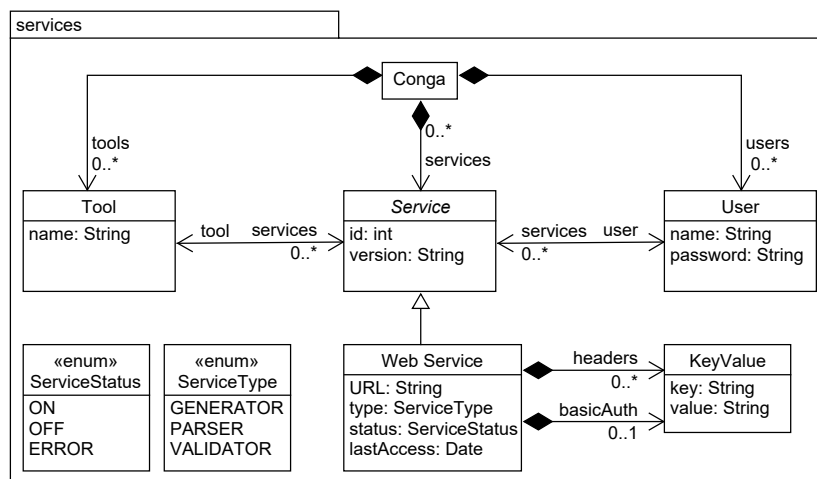 services
Conga
tools
0..*
0..*
services
users
0..*
Tool
name: String
tool
services
0..*
Service
id: int
version: String
services
0..*
user
User
name: String
password: String
«enum»
ServiceStatus
ON
OFF
ERROR
«enum»
ServiceType
GENERATOR
PARSER
VALIDATOR
Web Service
URL: String
type: ServiceType
status: ServiceStatus
lastAccess: Date
headers
0..*
basicAuth
0..1
KeyValue
key: String
value: String